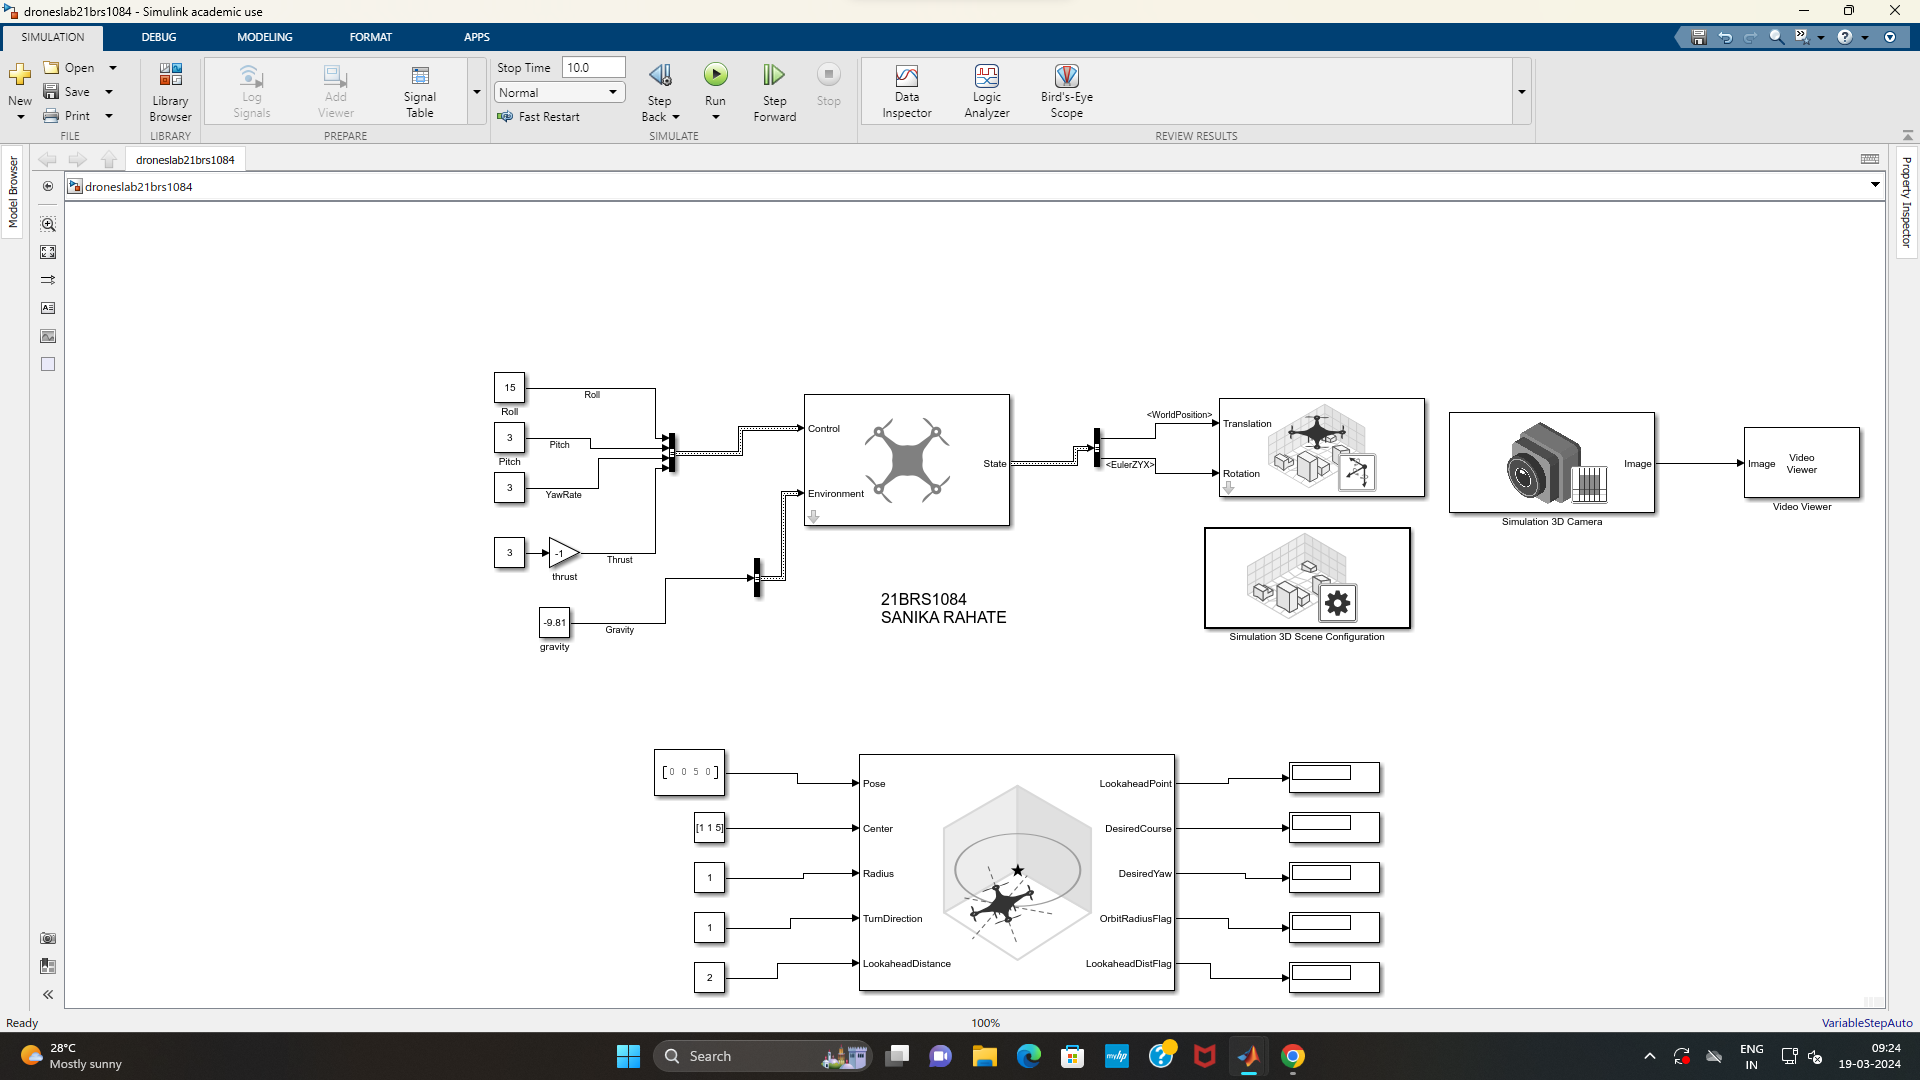 droneslab21brs1084 - Simulink academic use
SIMULATION
DEBUG
MODELING
FORMAT
APPS
New
Open
Save
Print
FILE
Library
Browser
LIBRARY
Log
Signals
Add
Viewer
Signal
Table
PREPARE
Stop Time 10.0
Normal
Fast Restart
Step
Back
Run
Step
Forward
Stop
SIMULATE
Data
Inspector
Logic
Analyzer
Bird's-Eye
Scope
REVIEW RESULTS
Model Browser
droneslab21brs1084
droneslab21brs1084
Property Inspector
15
Roll
Roll
3
Pitch
Pitch
3
YawRate
3
-1
thrust
Thrust
-9.81
gravity
Gravity
Control
Environment
State
<WorldPosition>
<EulerZYX>
Translation
Rotation
Image
Simulation 3D Camera
Image
Video
Viewer
Video Viewer
Simulation 3D Scene Configuration
21BRS1084
SANIKA RAHATE
[0 0 5 0]
[1 1 5]
1
1
2
Pose
Center
Radius
TurnDirection
LookaheadDistance
LookaheadPoint
DesiredCourse
DesiredYaw
OrbitRadiusFlag
LookaheadDistFlag
Ready
100%
VariableStepAuto
28°C
Mostly sunny
Search
myhp
ENG
IN
09:24
19-03-2024